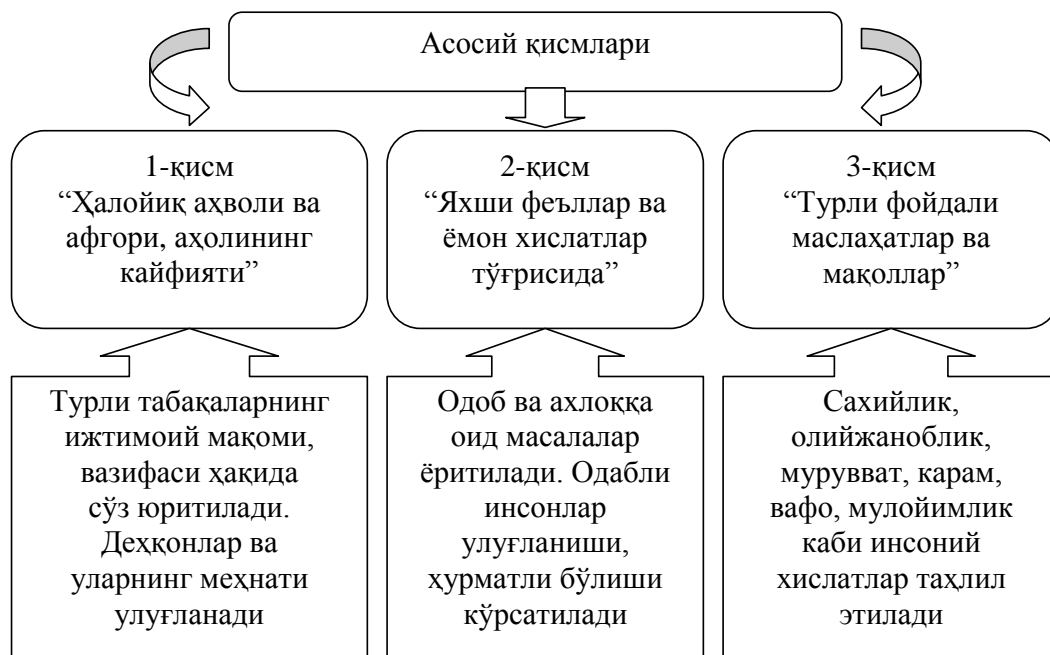 Асосий қисмлари
1-қисм
“Ҳалойиқ аҳволи ва
афгори, аҳолининг
кайфияти”
2-қисм
“Яхши феъллар ва
ёмон хислатлар
тўғрисида”
3-қисм
“Турли фойдали
маслаҳатлар ва
мақоллар”
Турли табақаларнинг
ижтимоий мақоми,
вазифаси ҳақида
сўз юритилади.
Деҳқонлар ва
уларнинг меҳнати
улуғланади
Одоб ва ахлоққа
оид масалалар
ёритилади. Одабли
инсонлар
улуғланиши,
ҳурматли бўлиши
кўрсатилади
Сахийлик,
олийжаноблик,
мурувват, карам,
вафо, мулойимлик
каби инсоний
хислатлар таҳлил
этилади